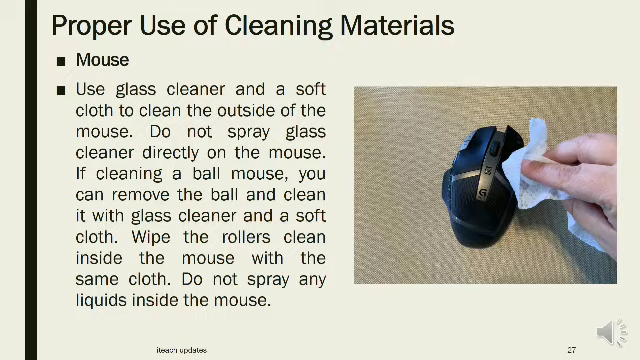 Proper Use of Cleaning Materials
Mouse
Use glass cleaner and a soft
cloth to clean the outside of the
mouse. Do not spray glass
cleaner directly on the mouse.
If cleaning a ball mouse, you
can remove the ball and clean
it with glass cleaner and a soft
cloth. Wipe the rollers clean
inside the mouse with the
same cloth. Do not spray any
liquids inside the mouse.
iteach updates
27